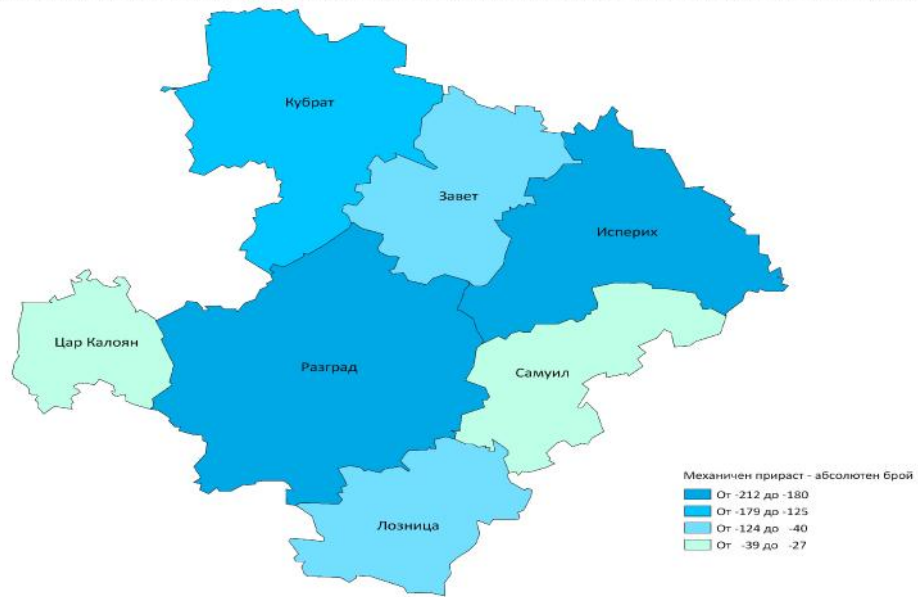 Кубрат
Завет
Исперих
Цар Калоян
Разград
Самуил
Лозница
Механичен прираст - абсолютен брой
От -212 до -180
От -179 до -125
От -124 до -40
От -39 до -27